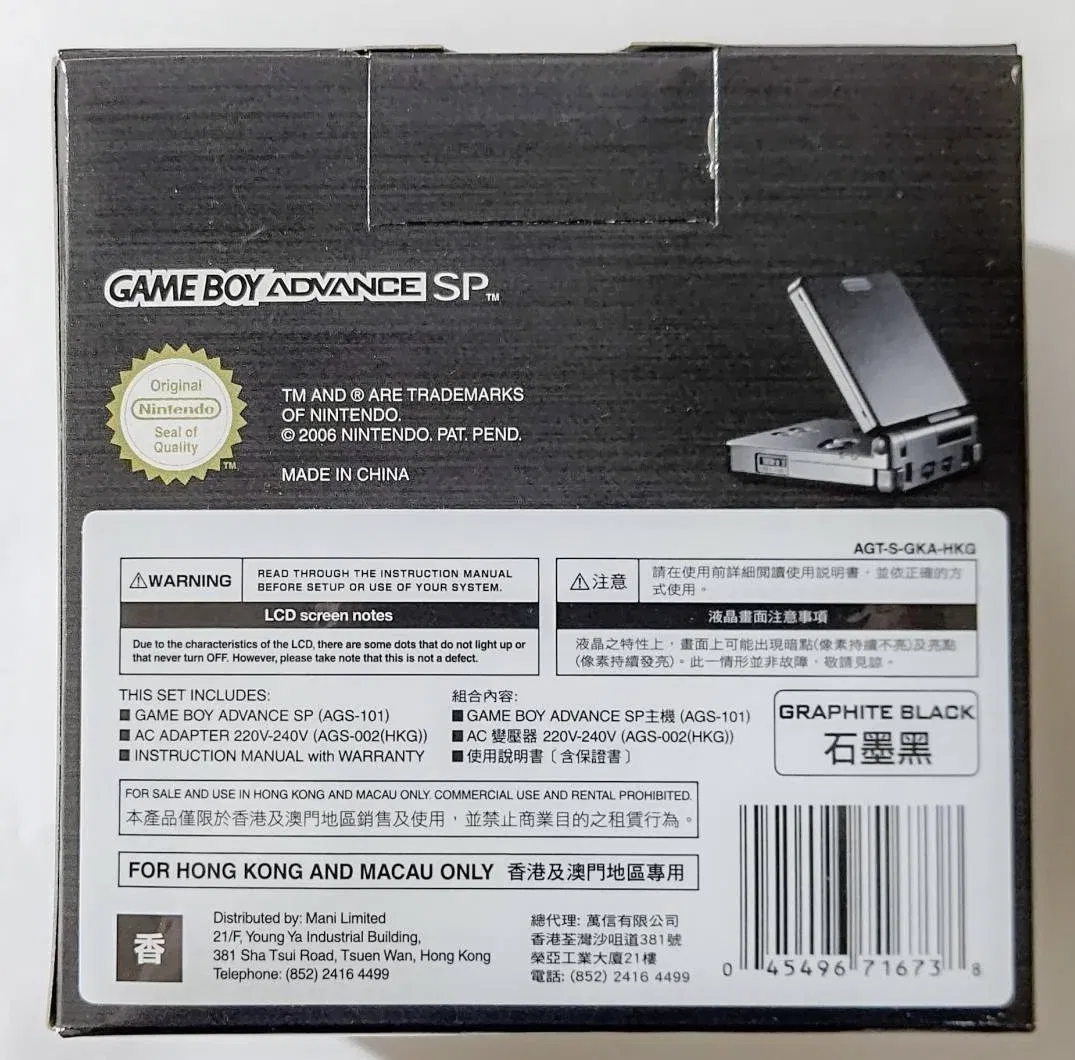 GAME BOY ADVANCE SP™
Original
Nintendo
Seal of
Quality
TM
TM AND ® ARE TRADEMARKS
OF NINTENDO.
© 2006 NINTENDO. PAT. PEND.
MADE IN CHINA
AGT-S-GKA-HKG
⚠WARNING
READ THROUGH THE INSTRUCTION MANUAL
BEFORE SETUP OR USE OF YOUR SYSTEM.
LCD screen notes
Due to the characteristics of the LCD, there are some dots that do not light up or
that never turn OFF. However, please take note that this is not a defect.
⚠注意
請在使用前詳細閲讀使用説明書，並依正確的方
式使用。
液晶畫面注意事項
液晶之特性上，畫面上可能出現暗點(像素持續不亮)及亮點
(像素持續發亮)。此一情形並非故障，敬請見諒。
THIS SET INCLUDES:
■ GAME BOY ADVANCE SP (AGS-101)
■ AC ADAPTER 220V-240V (AGS-002(HKG))
■ INSTRUCTION MANUAL with WARRANTY
組合內容:
■ GAME BOY ADVANCE SP主機 (AGS-101)
■ AC 變壓器 220V-240V (AGS-002(HKG))
■ 使用說明書〔含保證書〕
GRAPHITE BLACK
石墨黑
FOR SALE AND USE IN HONG KONG AND MACAU ONLY. COMMERCIAL USE AND RENTAL PROHIBITED.
本產品僅限於香港及澳門地區銷售及使用，並禁止商業目的之租賃行為。
FOR HONG KONG AND MACAU ONLY 香港及澳門地區專用
香
Distributed by: Mani Limited
21/F, Young Ya Industrial Building,
381 Sha Tsui Road, Tsuen Wan, Hong Kong
Telephone: (852) 2416 4499
總代理: 萬信有限公司
香港荃灣沙咀道381號
榮亞工業大廈21樓
電話: (852) 2416 4499
0 45496 71673 8